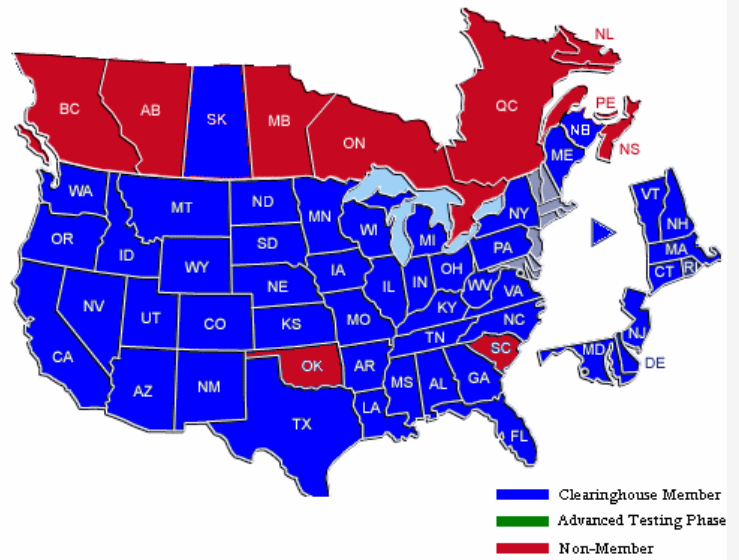 NL
BC
AB
SK
MB
ON
QC
PE
NB
NS
ME
WA
MT
ND
MN
WI
MI
NY
VT
NH
MA
CT
RI
OR
ID
WY
SD
IA
NE
IL
IN
OH
PA
WV
VA
NV
UT
CO
KS
MO
KY
NC
TN
SC
NJ
MD
DE
CA
AZ
NM
OK
AR
MS
AL
GA
LA
TX
FL
Clearinghouse Member
Advanced Testing Phase
Non-Member